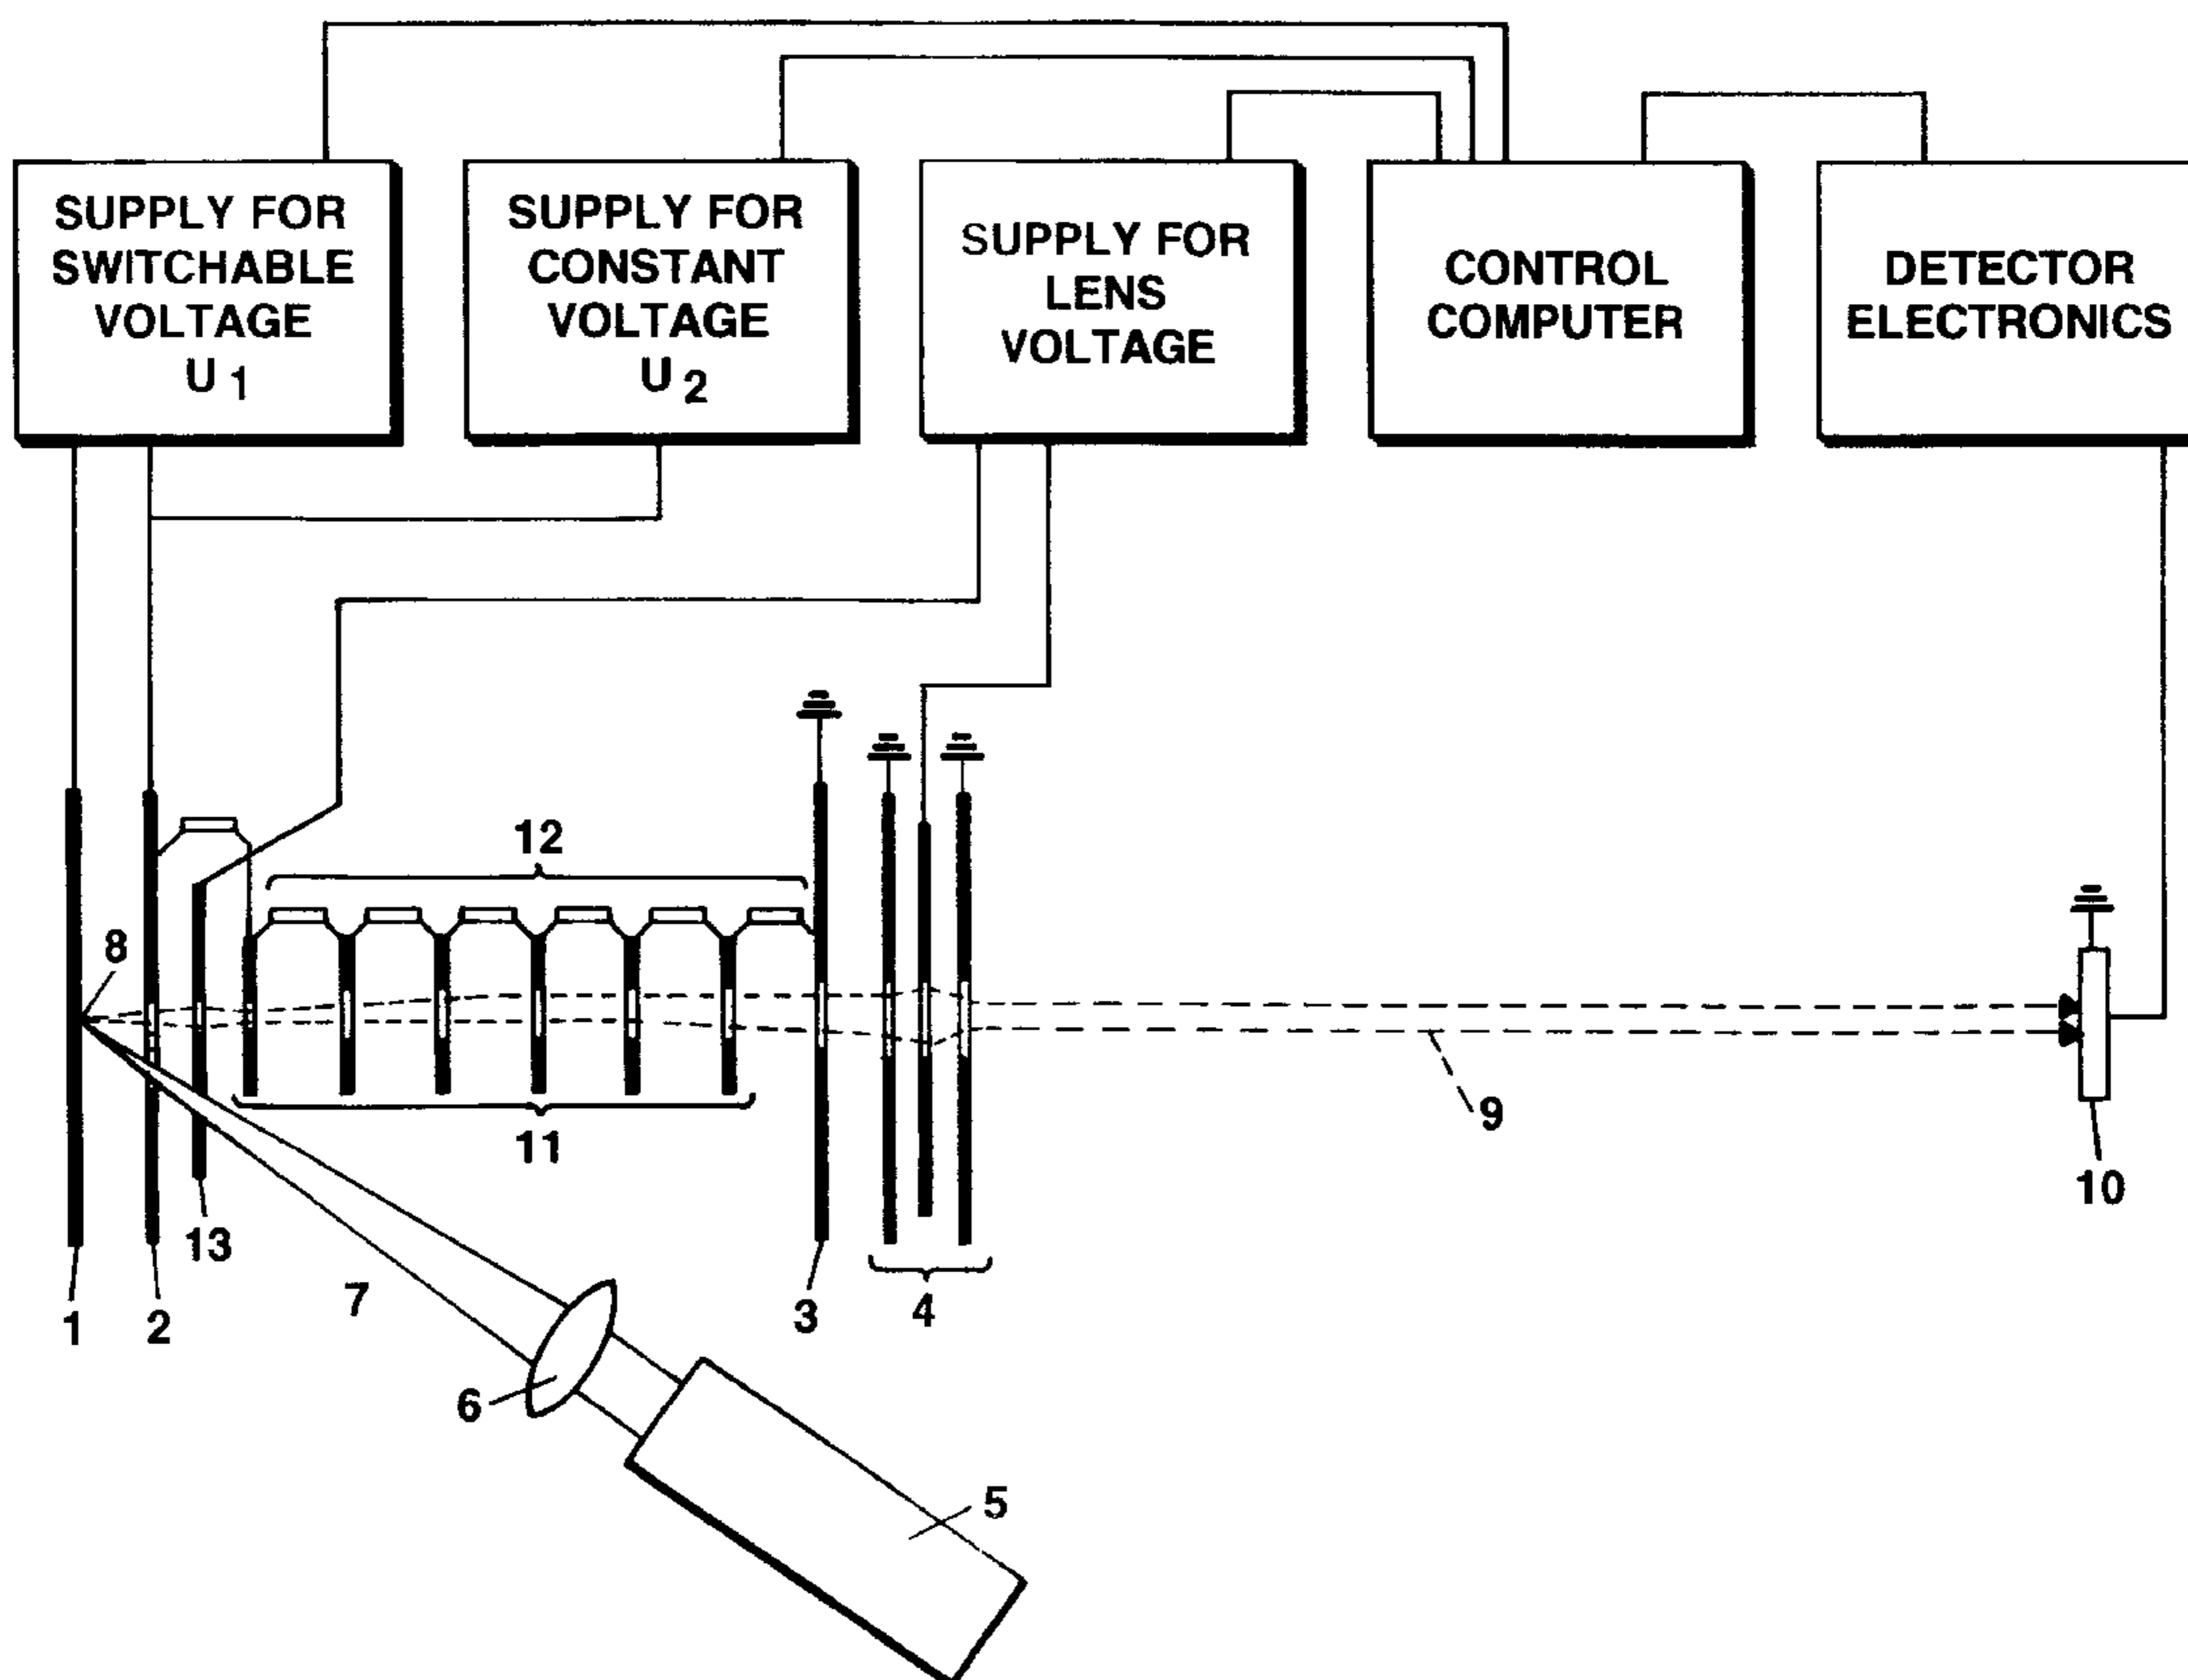 SUPPLY FOR
SWITCHABLE
VOLTAGE
U 1
SUPPLY FOR
CONSTANT
VOLTAGE
U 2
SUPPLY FOR
LENS
VOLTAGE
CONTROL
COMPUTER
DETECTOR
ELECTRONICS
12
8
11
9
10
13
1
2
7
3
4
6
5